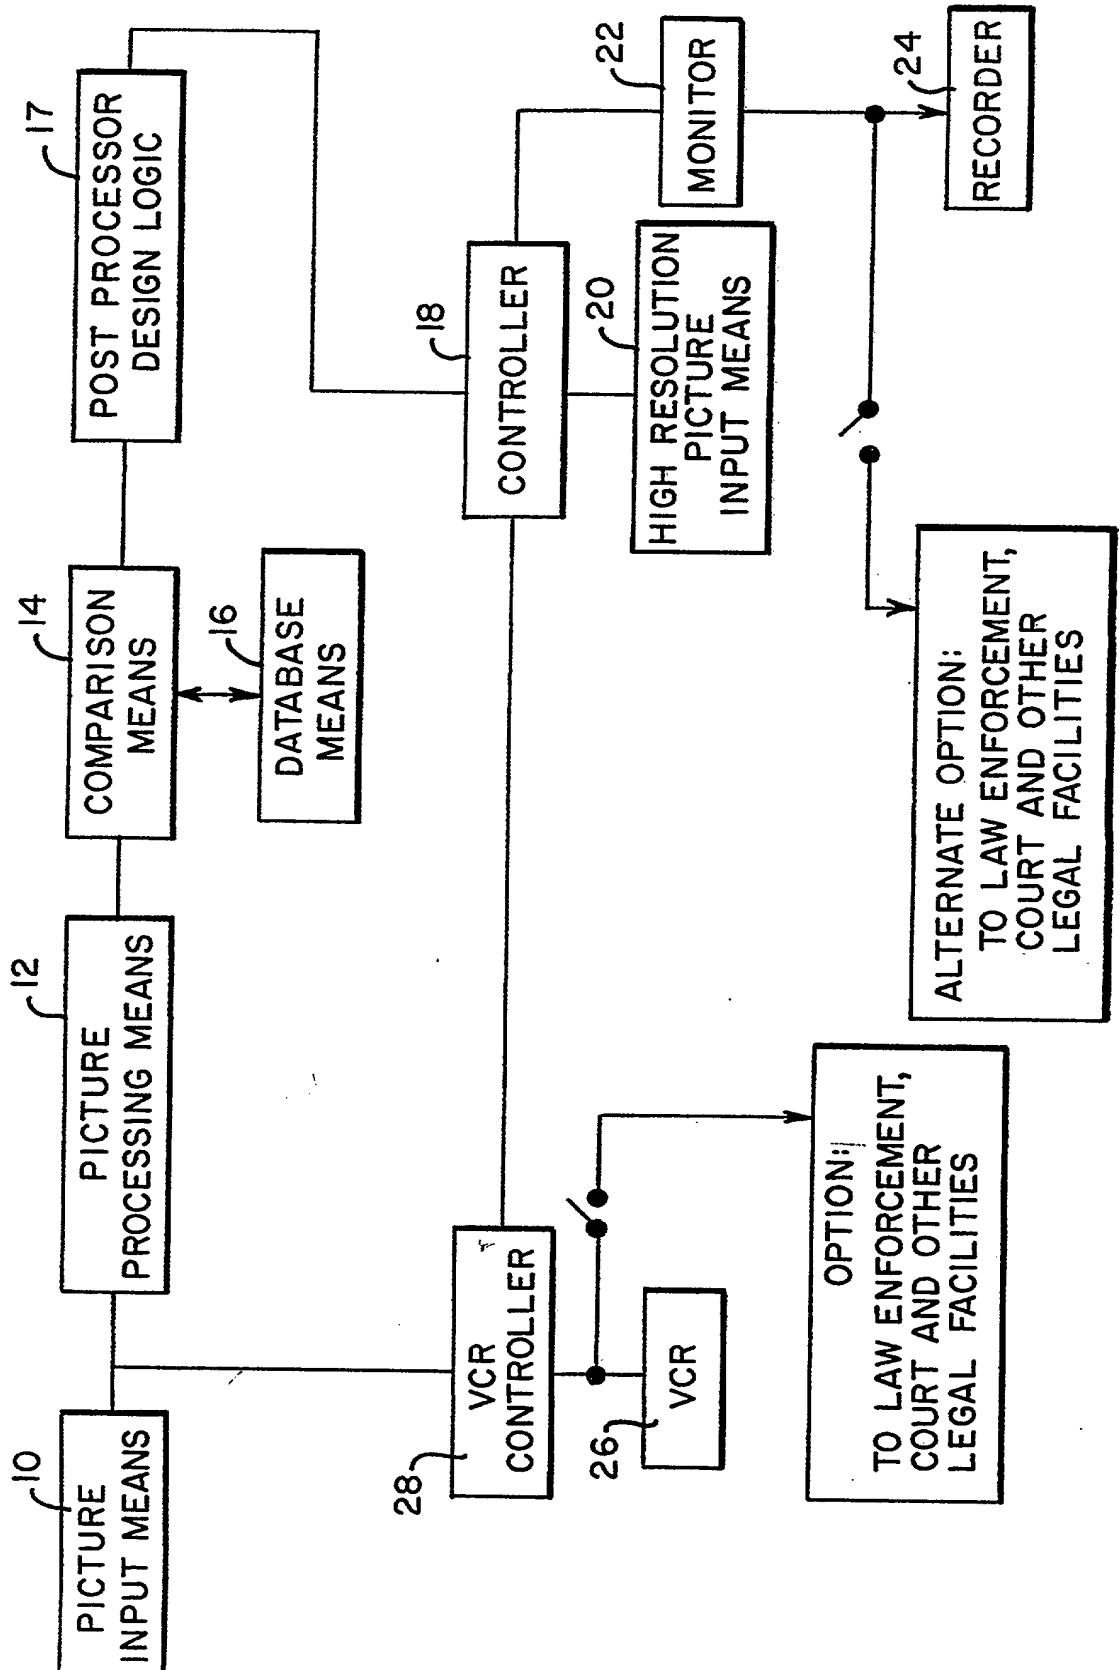 10
PICTURE
INPUT MEANS
12
PICTURE
PROCESSING MEANS
14
COMPARISON
MEANS
16
DATABASE
MEANS
17
POST PROCESSOR
DESIGN LOGIC
28
VCR
CONTROLLER
26
VCR
OPTION:
TO LAW ENFORCEMENT,
COURT AND OTHER
LEGAL FACILITIES
18
CONTROLLER
20
HIGH RESOLUTION
PICTURE
INPUT MEANS
22
MONITOR
24
RECORDER
ALTERNATE OPTION:
TO LAW ENFORCEMENT,
COURT AND OTHER
LEGAL FACILITIES